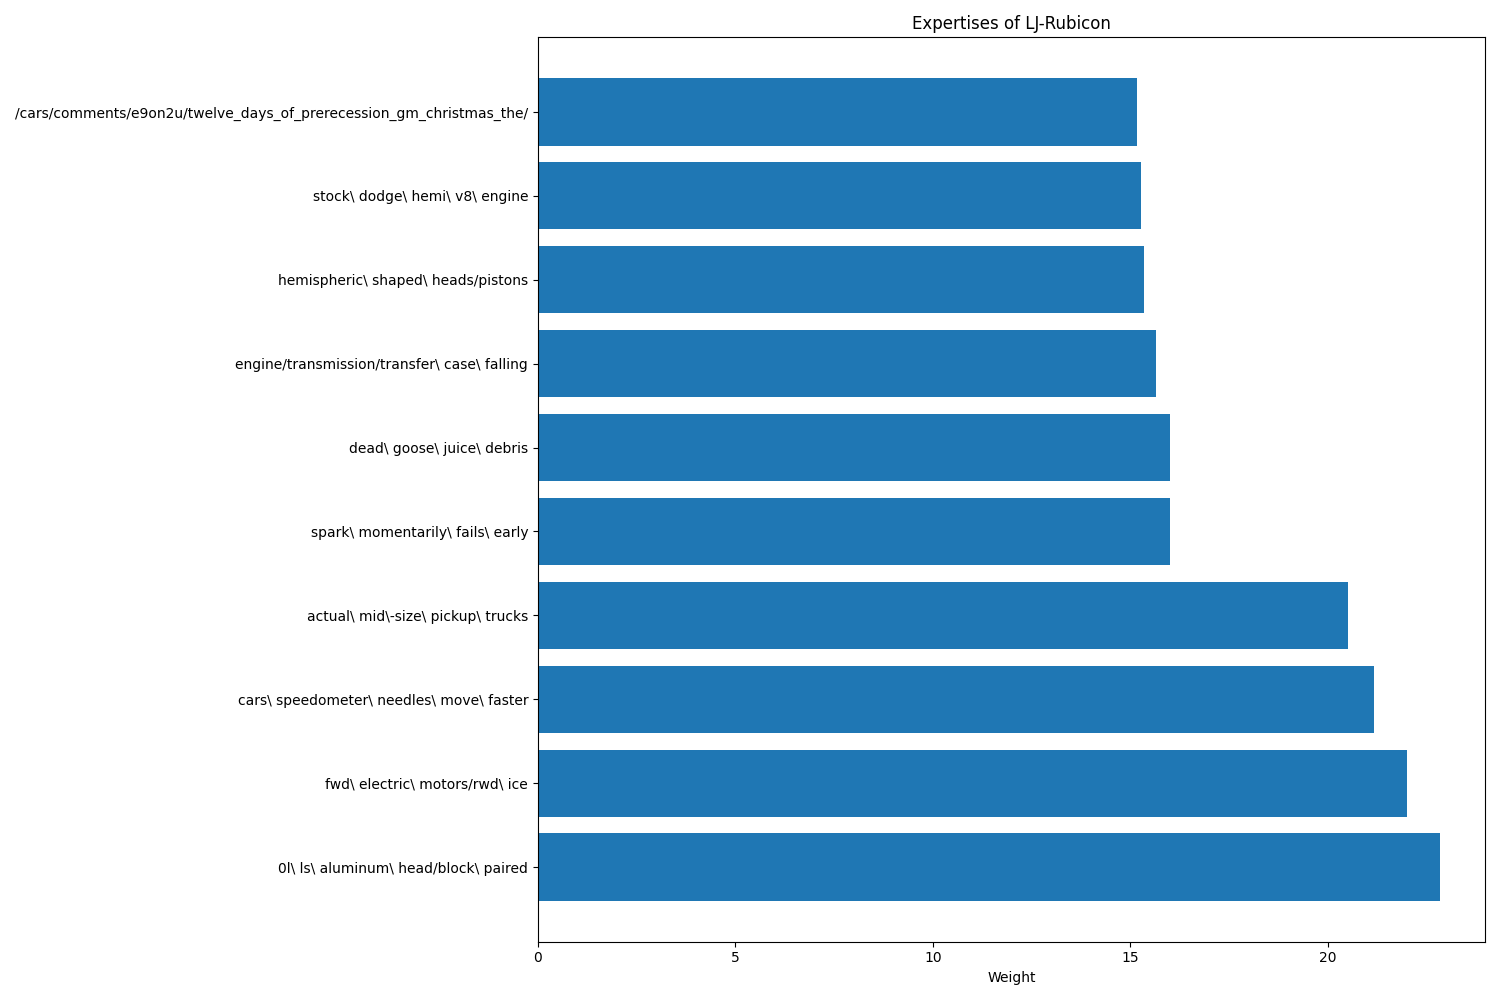 Expertises of LJ-Rubicon
/cars/comments/e9on2u/twelve_days_of_prerecession_gm_christmas_the/
stock\ dodge\ hemi\ v8\ engine
hemispheric\ shaped\ heads/pistons
engine/transmission/transfer\ case\ falling
dead\ goose\ juice\ debris
spark\ momentarily\ fails\ early
actual\ mid\-size\ pickup\ trucks
cars\ speedometer\ needles\ move\ faster
fwd\ electric\ motors/rwd\ ice
0l\ ls\ aluminum\ head/block\ paired
0 5 10 15 20
Weight